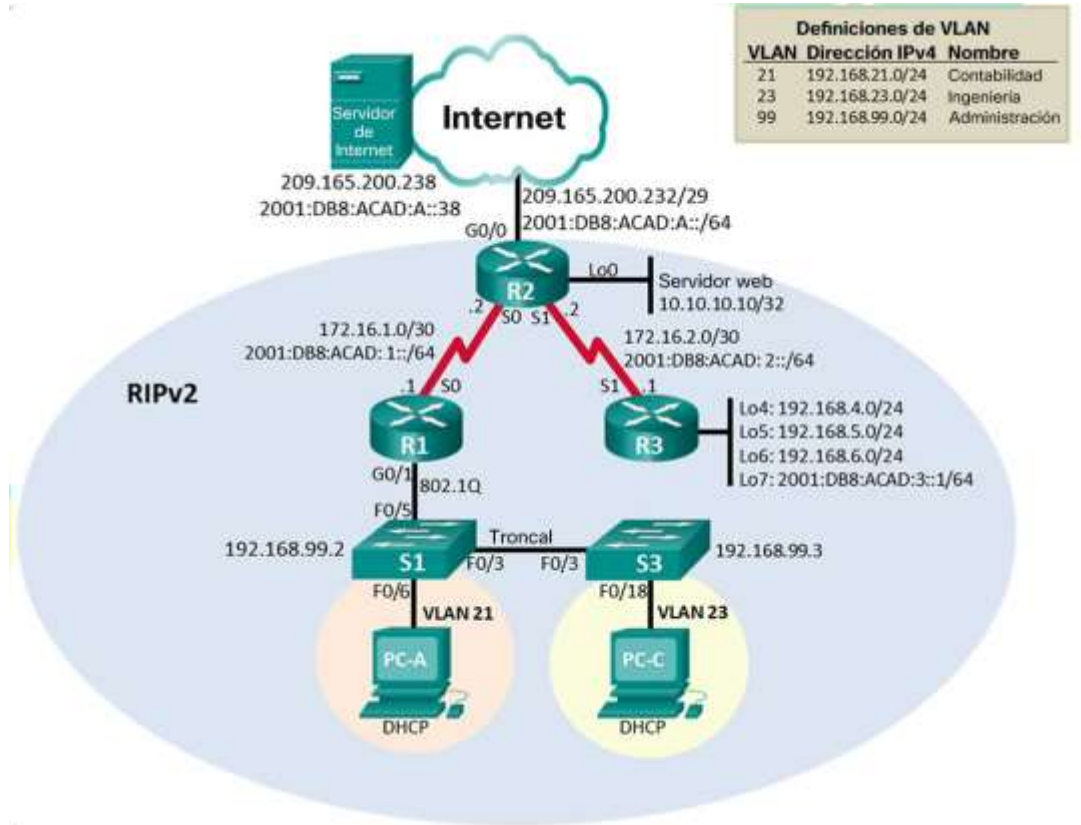 Definiciones de VLAN
VLAN Dirección IPv4 Nombre
21 192.168.21.0/24 Contabilidad
23 192.168.23.0/24 Ingeniería
99 192.168.99.0/24 Administración
Servidor
de
Internet
Internet
209.165.200.238
2001:DB8:ACAD:A::38
209.165.200.232/29
2001:DB8:ACAD:A::/64
G0/0
R2
Lo0
Servidor web
10.10.10.10/32
.2
S0
S1
.2
172.16.1.0/30
2001:DB8:ACAD: 1::/64
172.16.2.0/30
2001:DB8:ACAD: 2::/64
RIPv2
.1
S0
S1
.1
R1
R3
Lo4: 192.168.4.0/24
Lo5: 192.168.5.0/24
Lo6: 192.168.6.0/24
Lo7: 2001:DB8:ACAD:3::1/64
G0/1
802.1Q
F0/5
192.168.99.2
S1
Troncal
F0/3
F0/3
S3
192.168.99.3
F0/6
VLAN 21
F0/18
VLAN 23
PC-A
DHCP
PC-C
DHCP